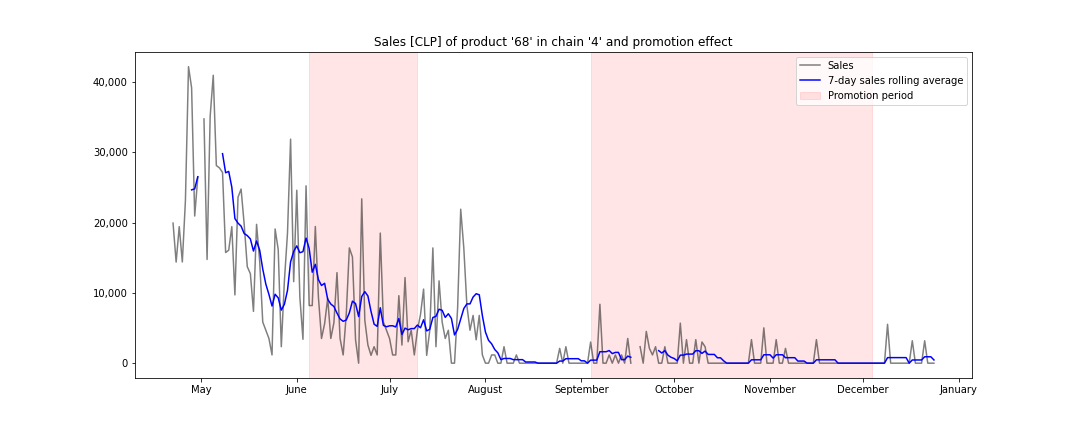 Sales [CLP] of product '68' in chain '4' and promotion effect
Sales
7-day sales rolling average
Promotion period
40,000
30,000
20,000
10,000
0
May June July August September October November December January